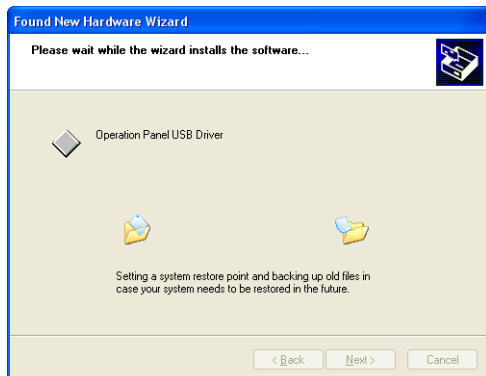 Found New Hardware Wizard
Please wait while the wizard installs the software...
Operation Panel USB Driver
Setting a system restore point and backing up old files in
case your system needs to be restored in the future.
< Back Next > Cancel